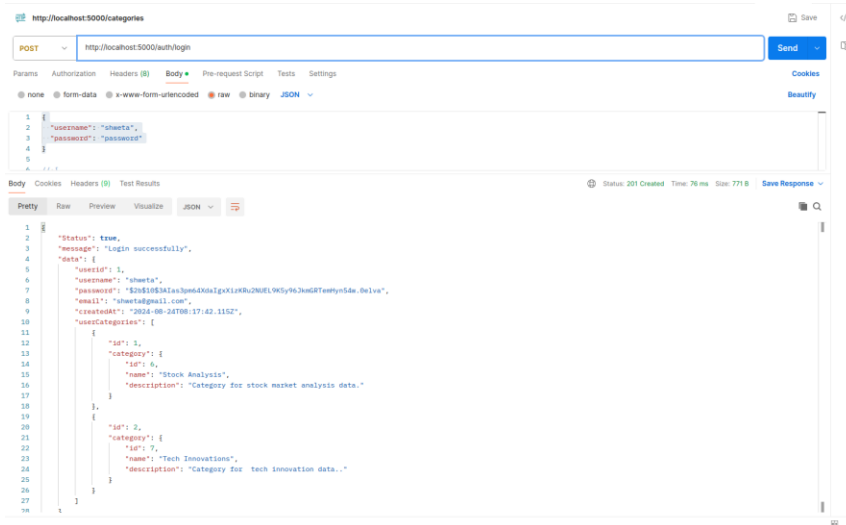 http://localhost:5000/categories
Save
POST
http://localhost:5000/auth/login
Send
Params Authorization Headers (8) Body Pre-request Script Tests Settings
Cookies
none form-data x-www-form-urlencoded raw binary JSON
Beautify
1 {
2 "username": "shweta",
3 "password": "password"
4 }
5
Body Cookies Headers (9) Test Results
Status: 201 Created Time: 76 ms Size: 771 B Save Response
Pretty Raw Preview Visualize JSON
1 {
2 "Status": true,
3 "message": "Login successfully",
4 "data": {
5 "userid": 1,
6 "username": "shweta",
7 "password":
8 "email": "shweta@gmail.com",
9 "createdAt": "2024-08-24T08:17:42.115Z",
10 "userCategories": [
11 {
12 "id": 1,
13 "category": {
14 "id": 6,
15 "name": "Stock Analysis",
16 "description": "Category for stock market analysis data."
17 }
18 },
19 {
20 "id": 2,
21 "category": {
22 "id": 7,
23 "name": "Tech Innovations",
24 "description": "Category for tech innovation data.."
25 }
26 }
27 ]
28 }